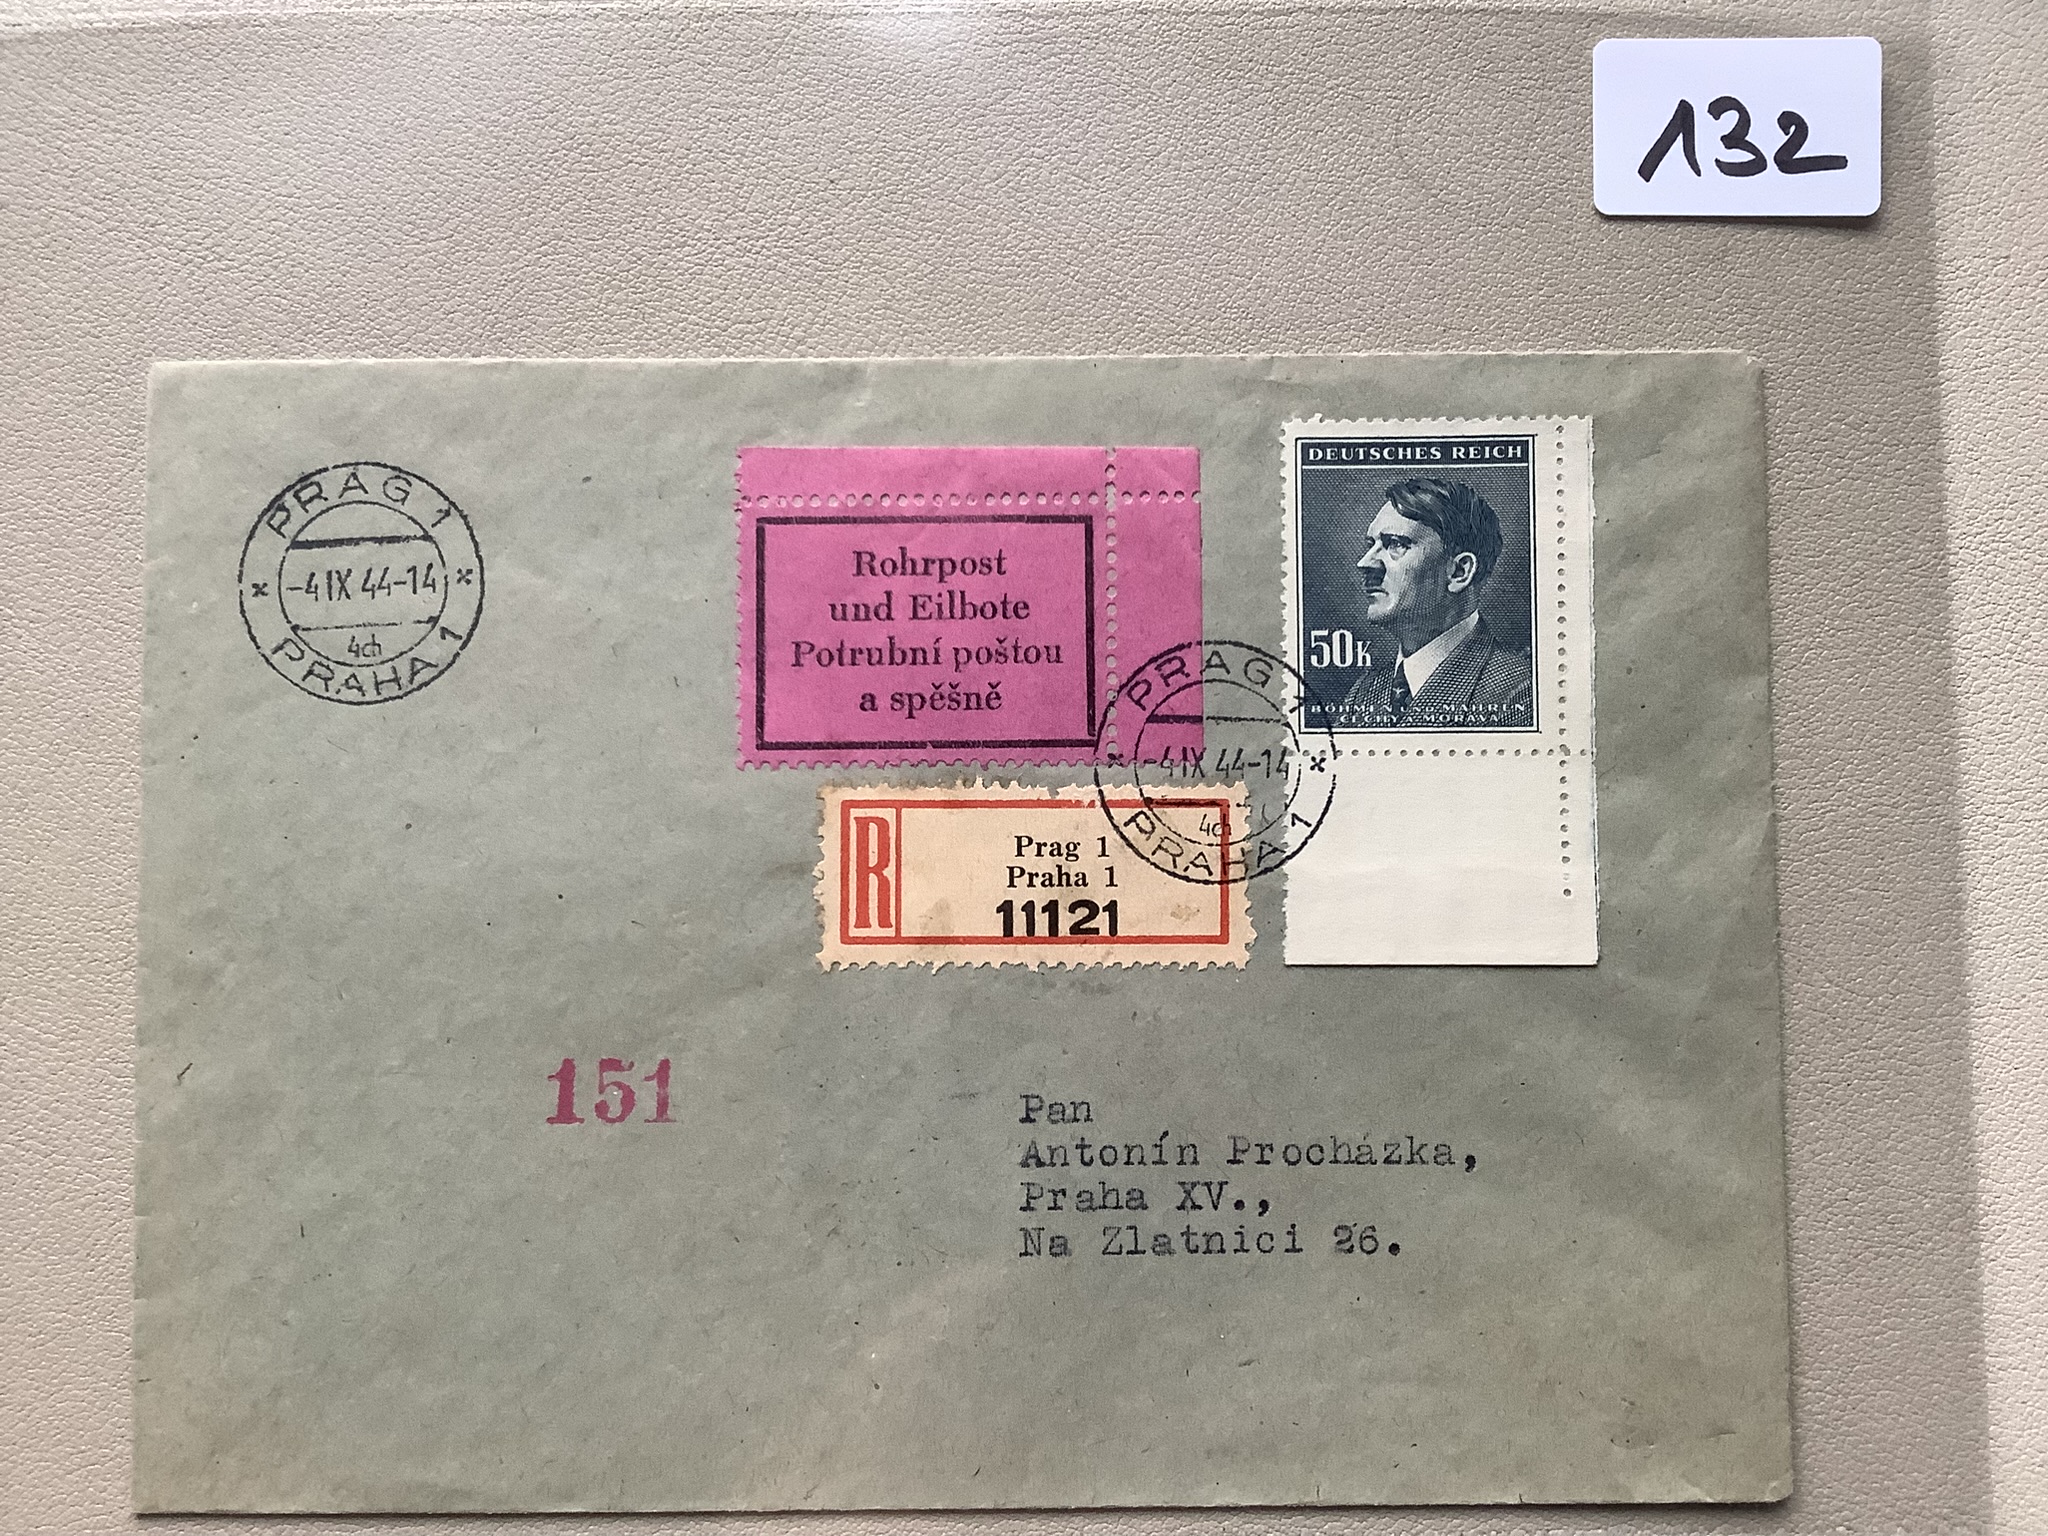 132
PRAG 1
-4 IX 44-14
4ch
PRAHA 1
Rohrpost
und Eilbote
Potrubní poštou
a spěšně
DEUTSCHES REICH
50K
BÖHMEN UND MÄHREN
ČECHY A MORAVA
PRAG 1
-4 IX 44-14
4ch
PRAHA 1
R
Prag 1
Praha 1
11121
151
Pan
Antonín Procházka,
Praha XV.,
Na Zlatnici 26.